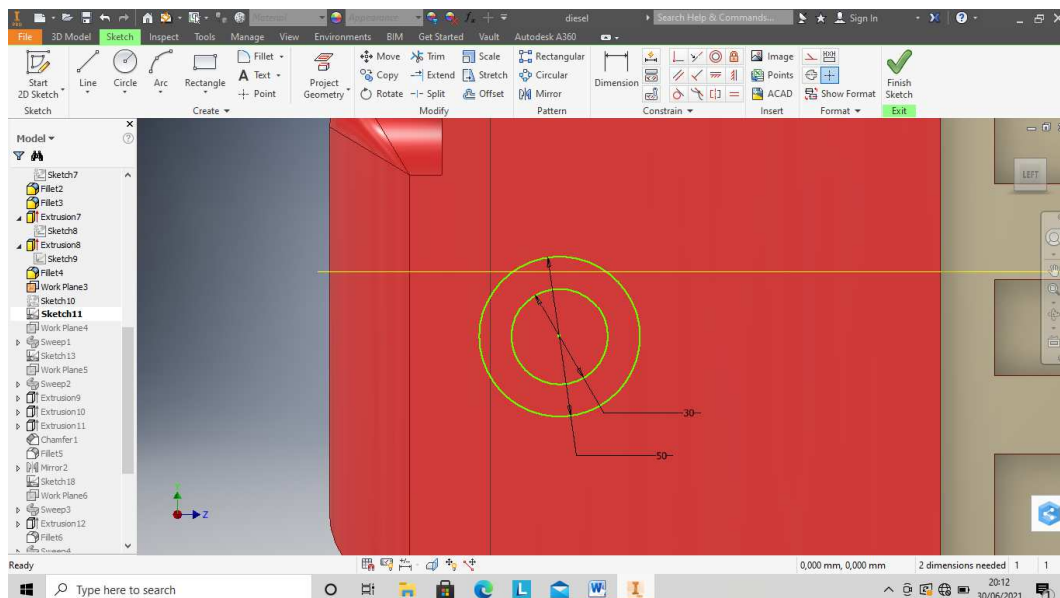 PRO Material Appearance fx diesel Search Help & Commands... Sign In
File 3D Model Sketch Inspect Tools Manage View Environments BIM Get Started Vault Autodesk A360
Start 2D Sketch
Line
Circle
Arc
Rectangle
Fillet
Text
Point
Project Geometry
Move Trim Scale
Copy Extend Stretch
Rotate Split Offset
Rectangular
Circular
Mirror
Dimension
Image
Points
ACAD
Show Format
Finish Sketch
Sketch Create Modify Pattern Constrain Insert Format Exit
Model
Sketch7
Fillet2
Fillet3
Extrusion7
Sketch8
Extrusion8
Sketch9
Fillet4
Work Plane3
Sketch10
Sketch11
Work Plane4
Sweep1
Sketch13
Work Plane5
Sweep2
Extrusion9
Extrusion10
Extrusion11
Chamfer1
Fillet5
Mirror2
Sketch18
Work Plane6
Sweep3
Extrusion12
Fillet6
Sweep4
LEFT
30
50
Z
Ready 0,000 mm, 0,000 mm 2 dimensions needed 1 1
Type here to search
20:12
30/06/2021